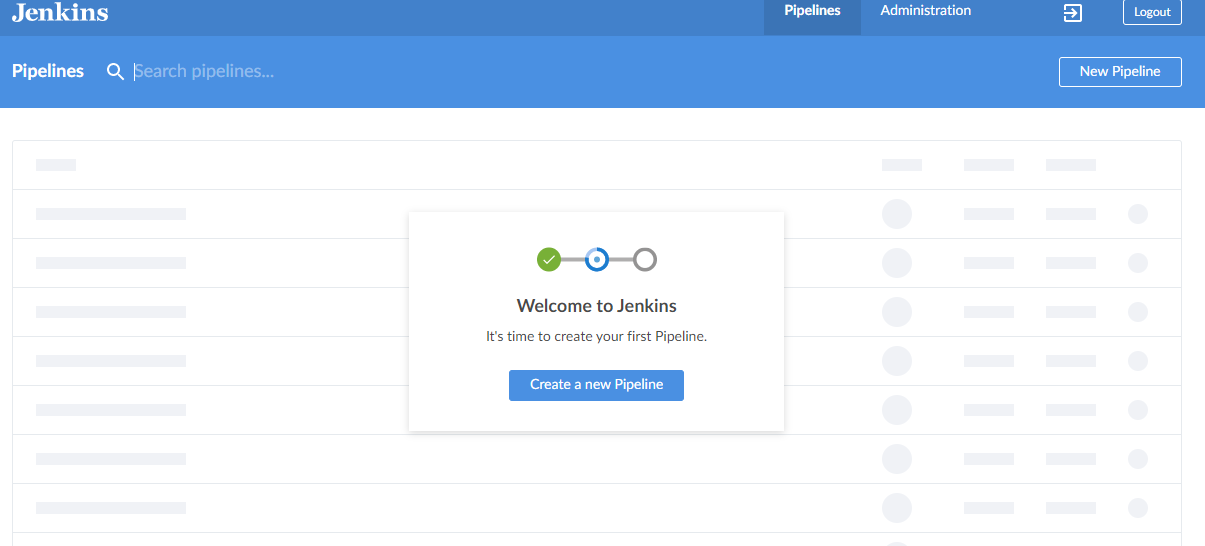 Jenkins
Pipelines
Administration
Logout
Pipelines
Search pipelines...
New Pipeline
Welcome to Jenkins
It's time to create your first Pipeline.
Create a new Pipeline